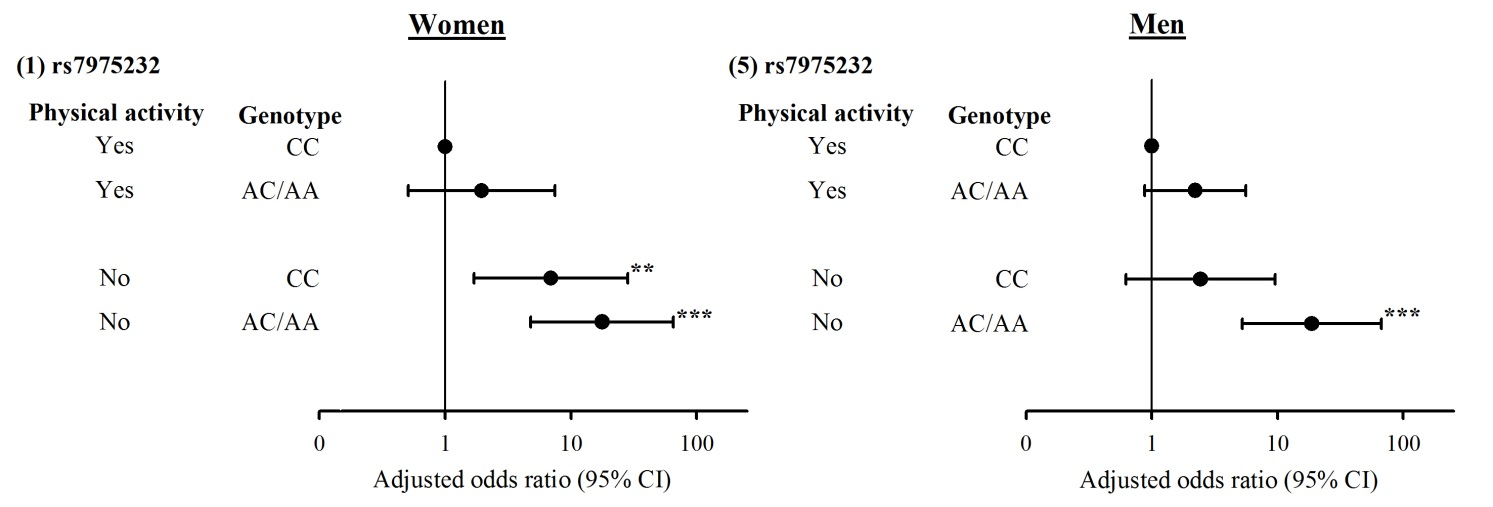 Women
(1) rs7975232
Physical activity Genotype
Yes CC
Yes AC/AA
No CC **
No AC/AA ***
0 1 10 100
Adjusted odds ratio (95% CI)
Men
(5) rs7975232
Physical activity Genotype
Yes CC
Yes AC/AA
No CC
No AC/AA ***
0 1 10 100
Adjusted odds ratio (95% CI)